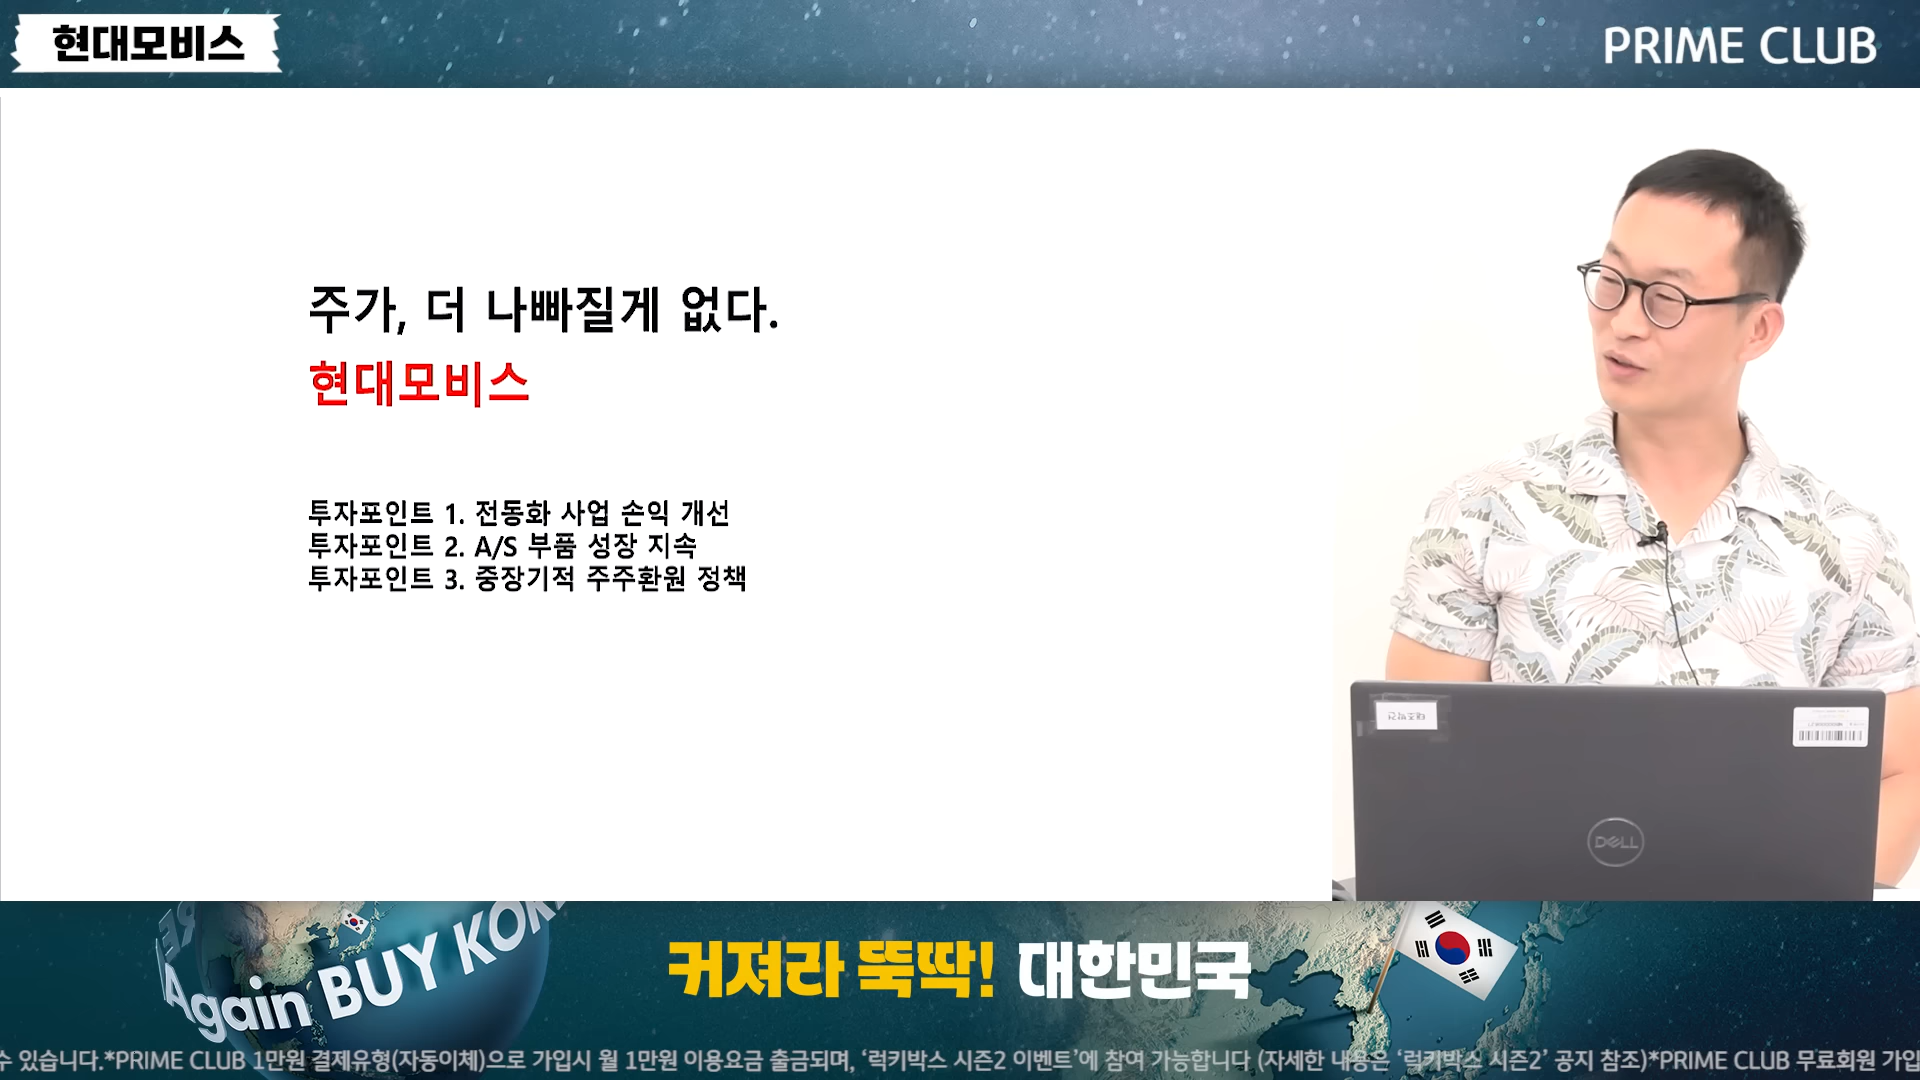 현대모비스
PRIME CLUB
주가, 더 나빠질게 없다.
현대모비스
투자포인트 1. 전동화 사업 손익 개선
투자포인트 2. A/S 부품 성장 지속
투자포인트 3. 중장기적 주주환원 정책
DELL
Again BUY KOR
커져라 뚝딱! 대한민국
수 있습니다.*PRIME CLUB 1만원 결제유형(자동이체)으로 가입시 월 1만원 이용요금 출금되며, ‘럭키박스 시즌2 이벤트’에 참여 가능합니다 (자세한 내용은 ‘럭키박스 시즌2’ 공지 참조)*PRIME CLUB 무료회원 가입